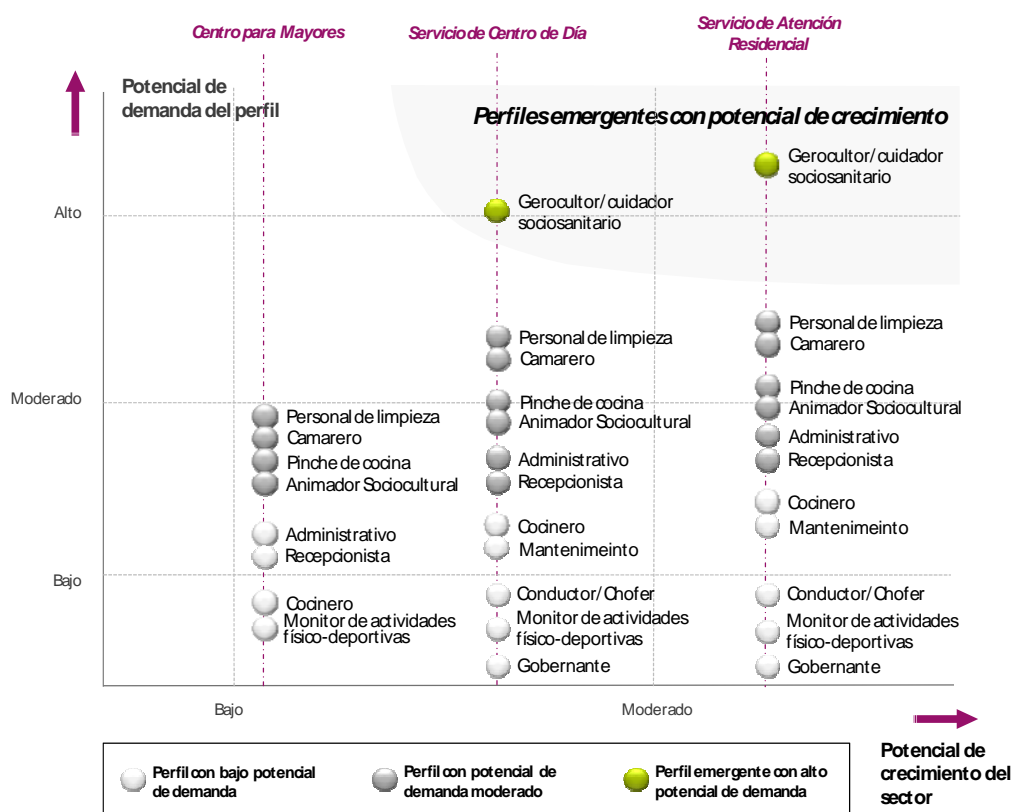 Centro para Mayores
Servicio de Centro de Día
Servicio de Atención
Residencial
Potencial de
demanda del perfil
Perfiles emergentes con potencial de crecimiento
Gerocultor/cuidador
sociosanitario
Alto
Gerocultor/cuidador
sociosanitario
Personal de limpieza
Camarero
Pinche de cocina
Animador Sociocultural
Administrativo
Recepcionista
Cocinero
Mantenimeinto
Conductor/Chofer
Monitor de actividades
físico-deportivas
Gobernante
Personal de limpieza
Camarero
Pinche de cocina
Animador Sociocultural
Administrativo
Recepcionista
Cocinero
Mantenimeinto
Conductor/Chofer
Monitor de actividades
físico-deportivas
Gobernante
Moderado
Personal de limpieza
Camarero
Pinche de cocina
Animador Sociocultural
Administrativo
Recepcionista
Bajo
Cocinero
Monitor de actividades
físico-deportivas
Bajo
Moderado
Potencial de
crecimiento del
sector
Perfil con bajo potencial
de demanda
Perfil con potencial de
demanda moderado
Perfil emergente con alto
potencial de demanda